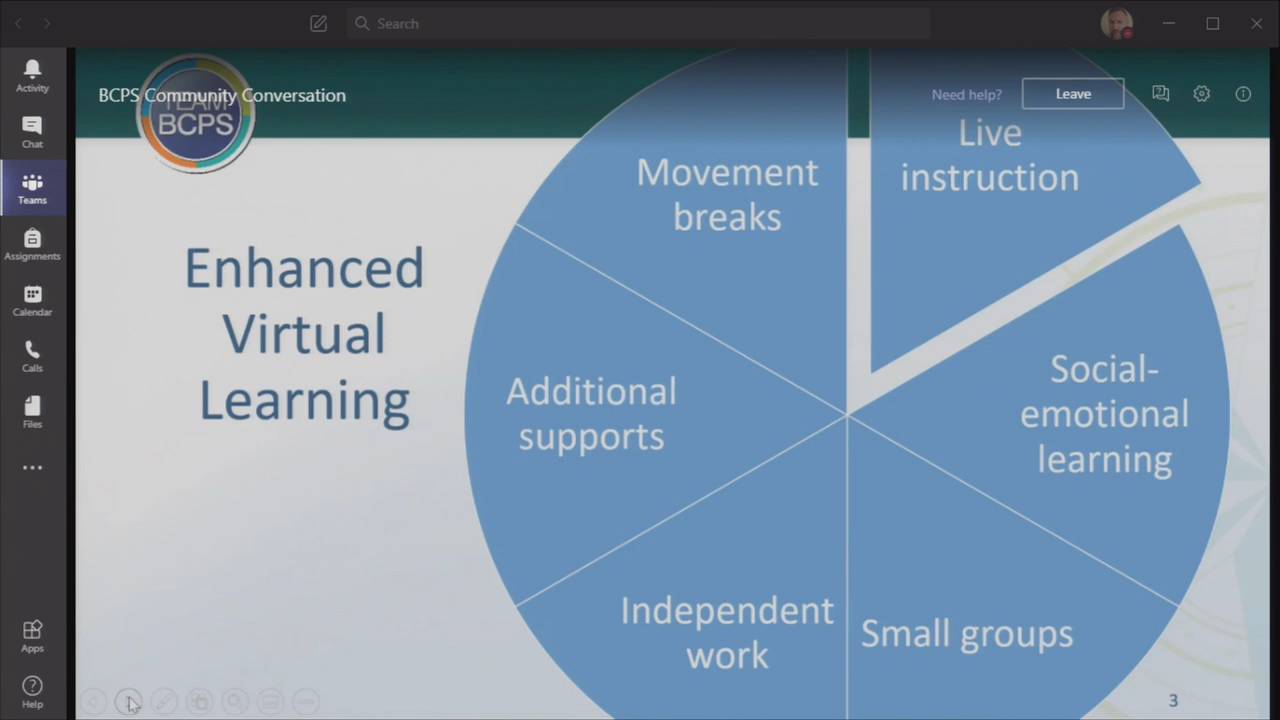 Search
Activity
Chat
Teams
Assignments
Calendar
Calls
Files
Apps
Help
BCPS Community Conversation
Need help?
Leave
TEAM
BCPS
Enhanced
Virtual
Learning
Movement
breaks
Live
instruction
Additional
supports
Social-
emotional
learning
Independent
work
Small groups
3